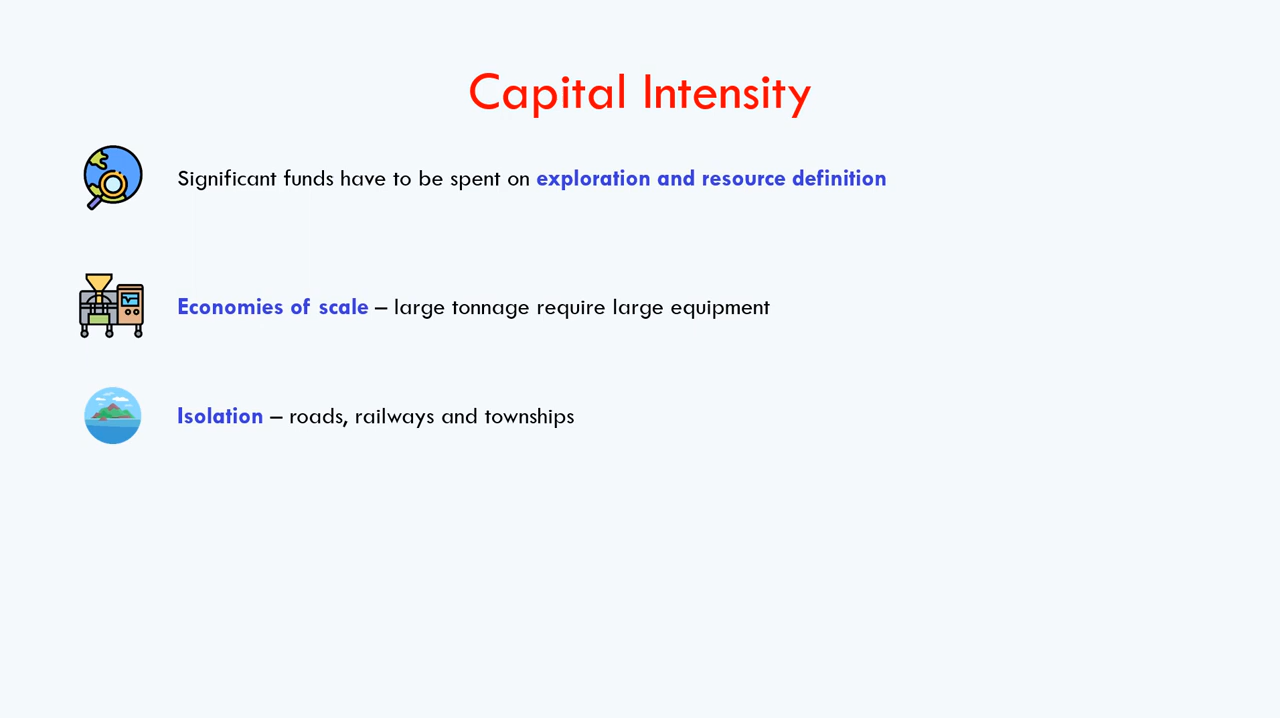 Capital Intensity
Significant funds have to be spent on exploration and resource definition
Economies of scale – large tonnage require large equipment
Isolation – roads, railways and townships